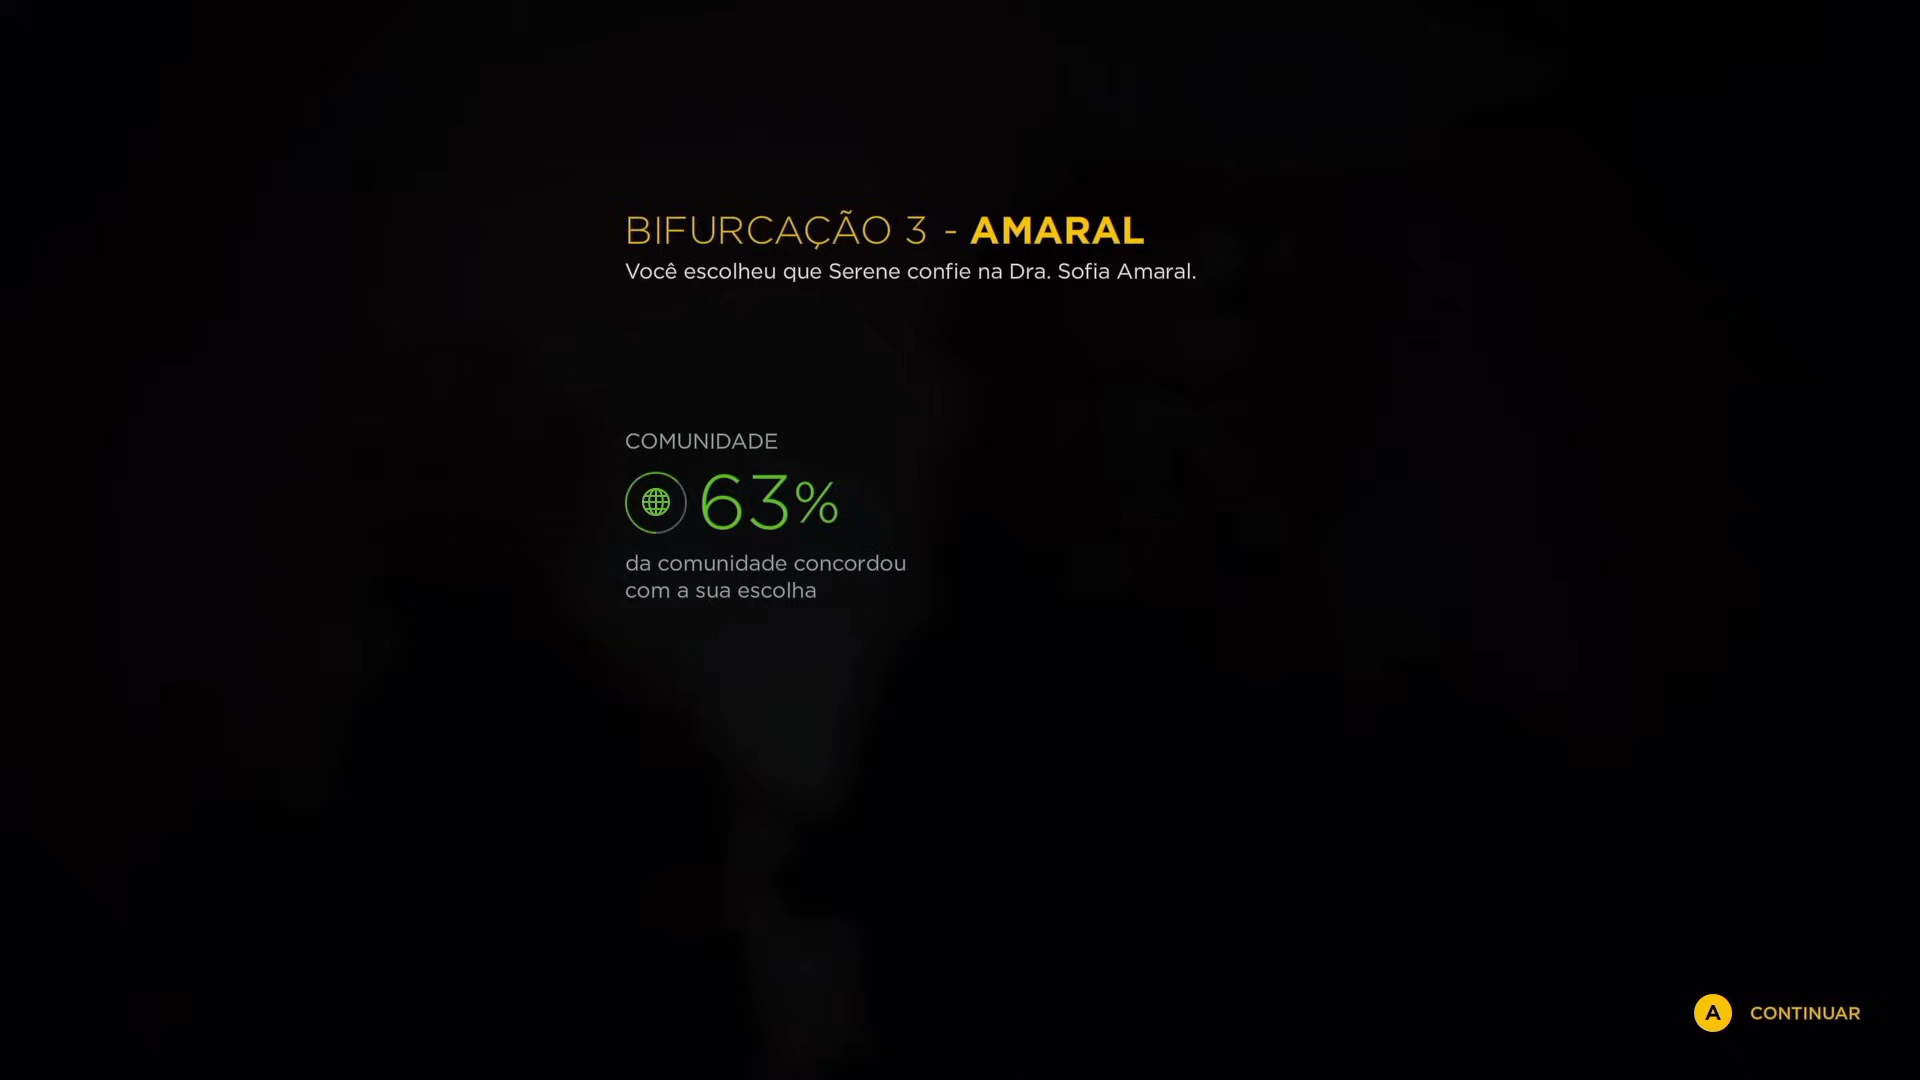 BIFURCAÇÃO 3 - AMARAL
Você escolheu que Serene confie na Dra. Sofia Amaral.
COMUNIDADE
63%
da comunidade concordou
com a sua escolha
A CONTINUAR